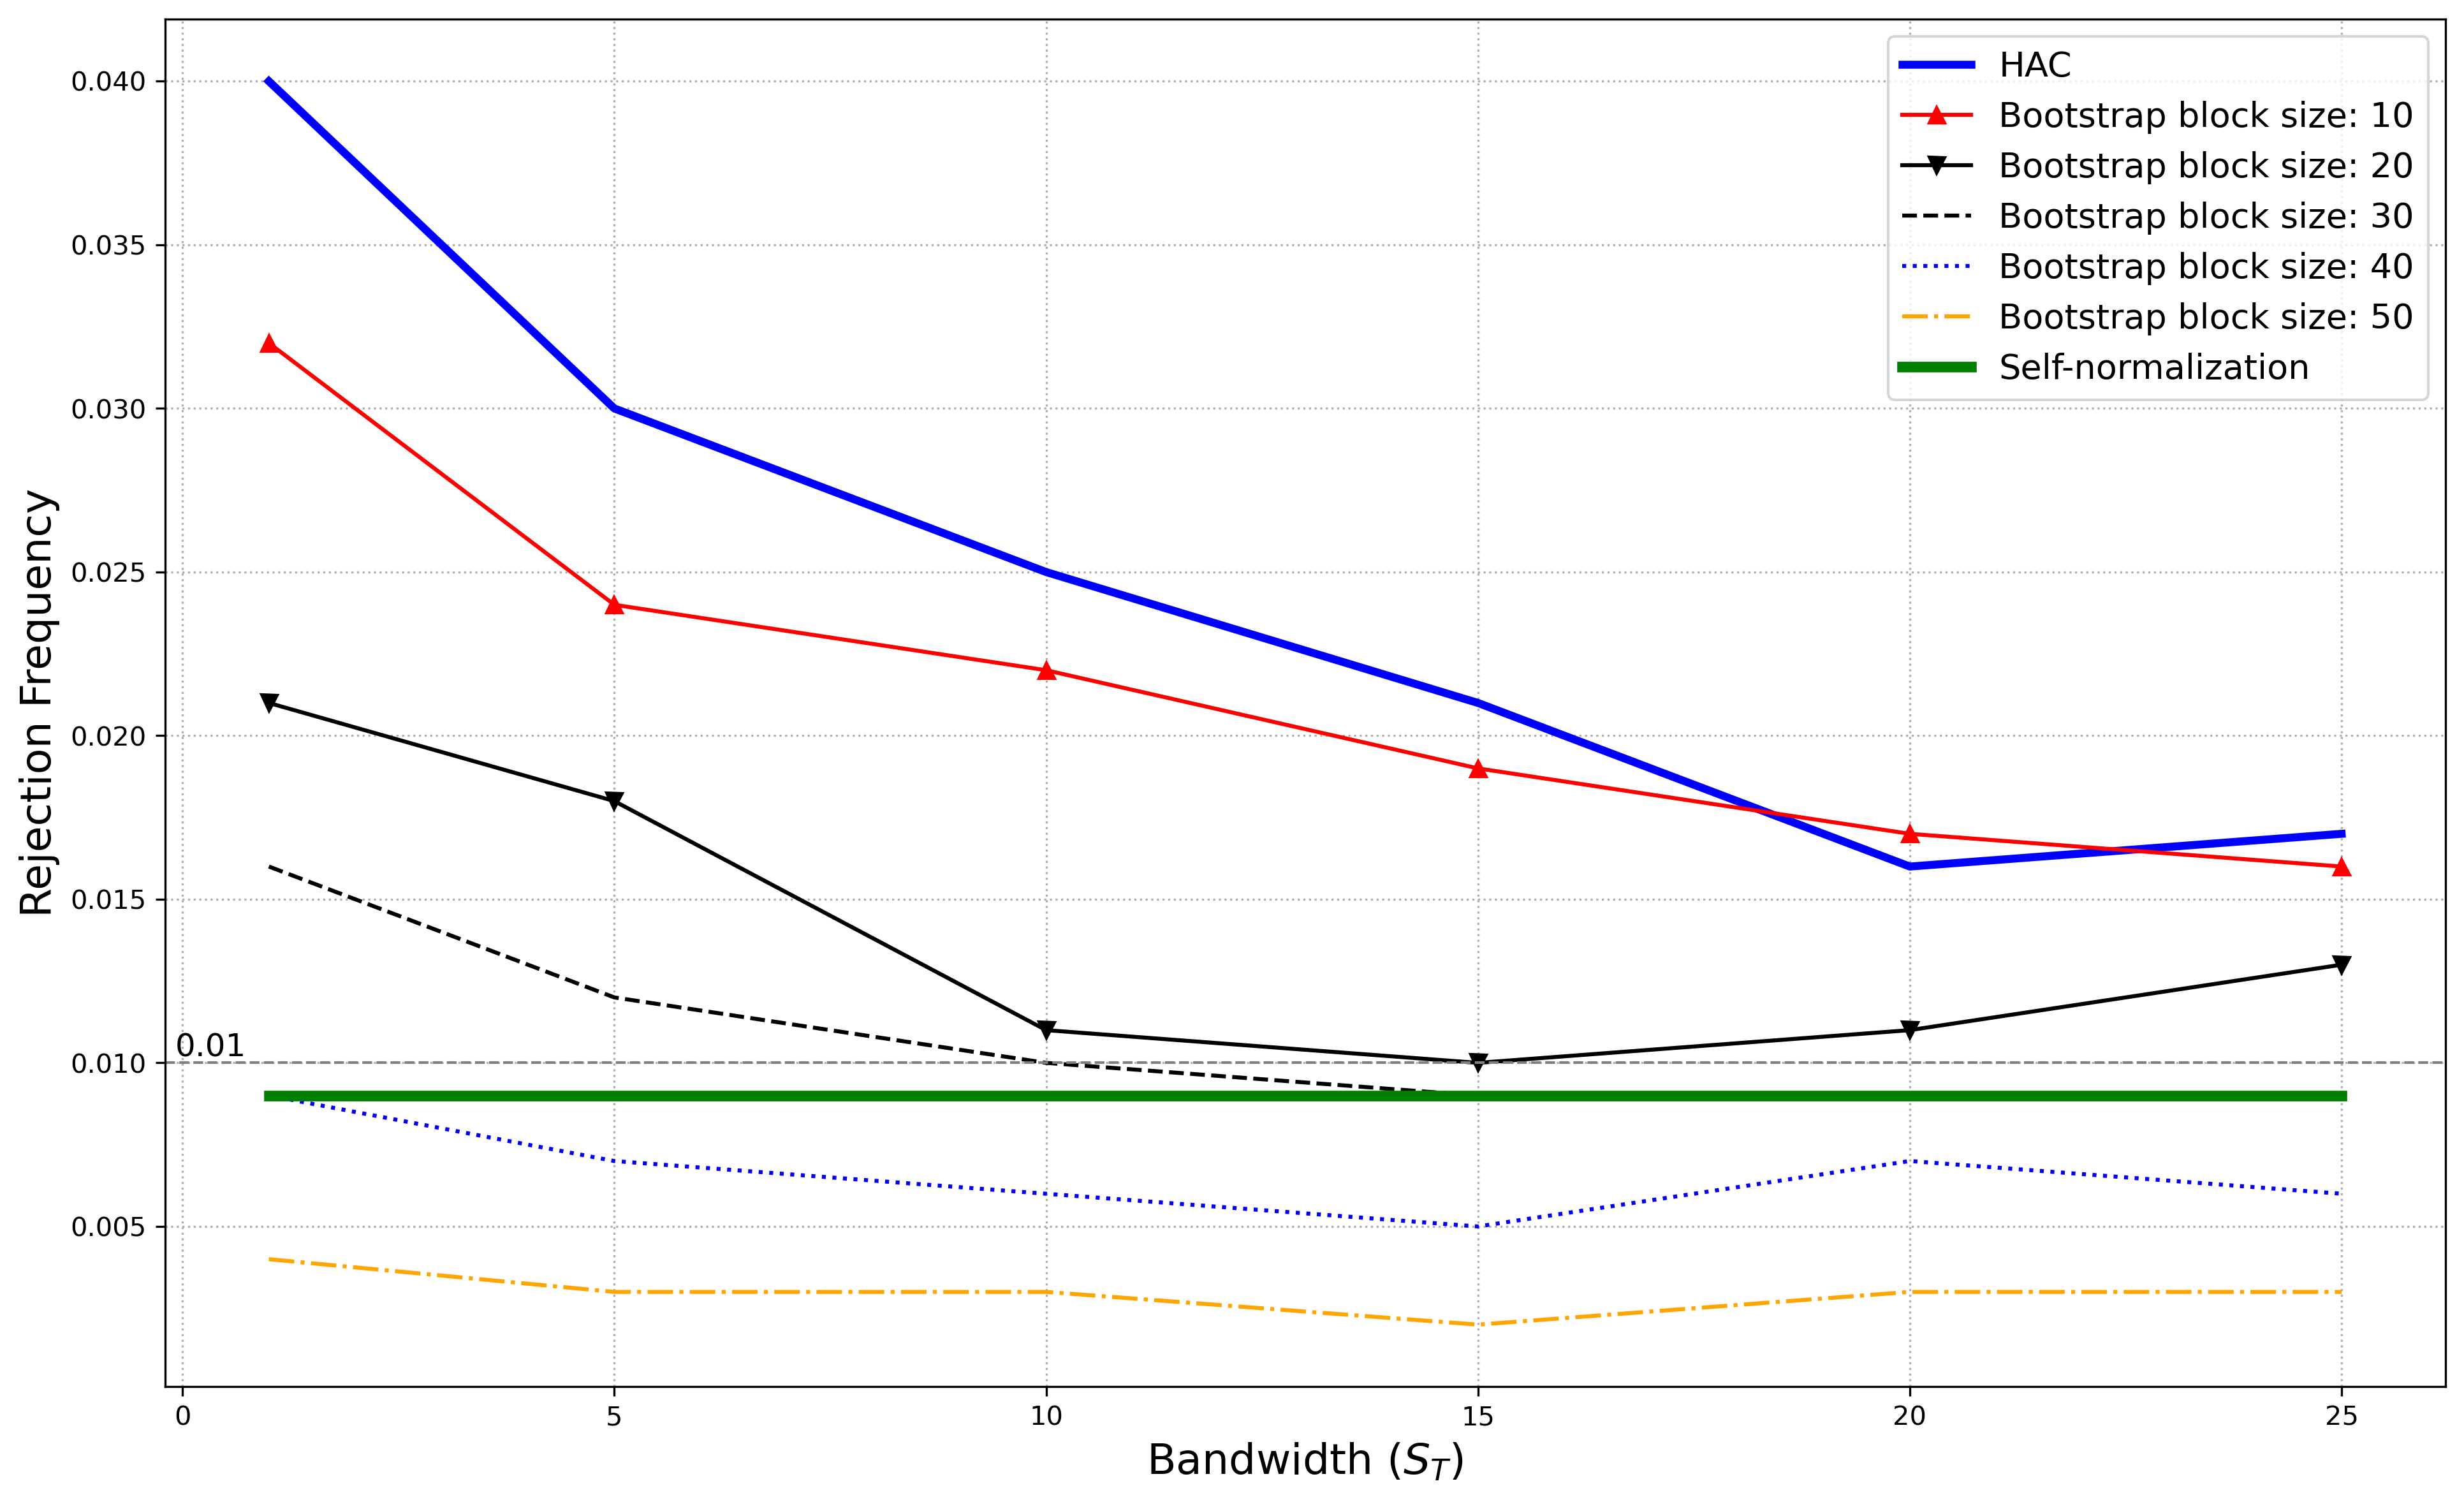 Rejection Frequency
0.040
0.035
0.030
0.025
0.020
0.015
0.010
0.005
0.01
HAC
Bootstrap block size: 10
Bootstrap block size: 20
Bootstrap block size: 30
Bootstrap block size: 40
Bootstrap block size: 50
Self-normalization
0 5 10 15 20 25
Bandwidth (S_T)